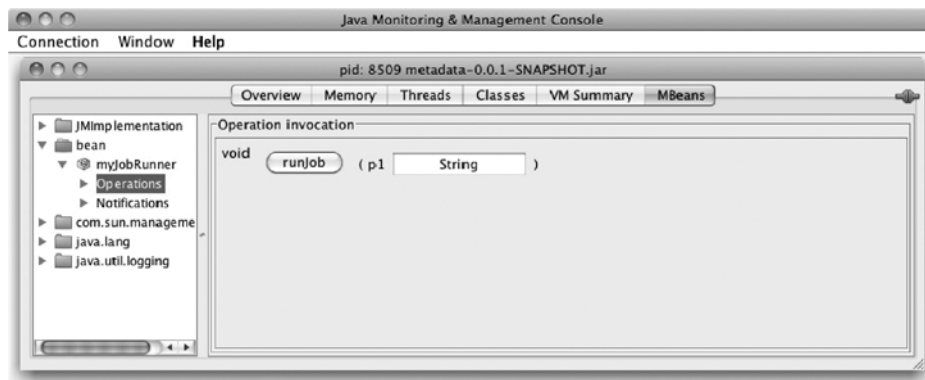 Java Monitoring & Management Console
Connection Window Help
pid: 8509 metadata-0.0.1-SNAPSHOT.jar
Overview Memory Threads Classes VM Summary MBeans
JMImplementation
bean
myJobRunner
Operations
Notifications
com.sun.manageme
java.lang
java.util.logging
Operation invocation
void runJob ( p1 String )